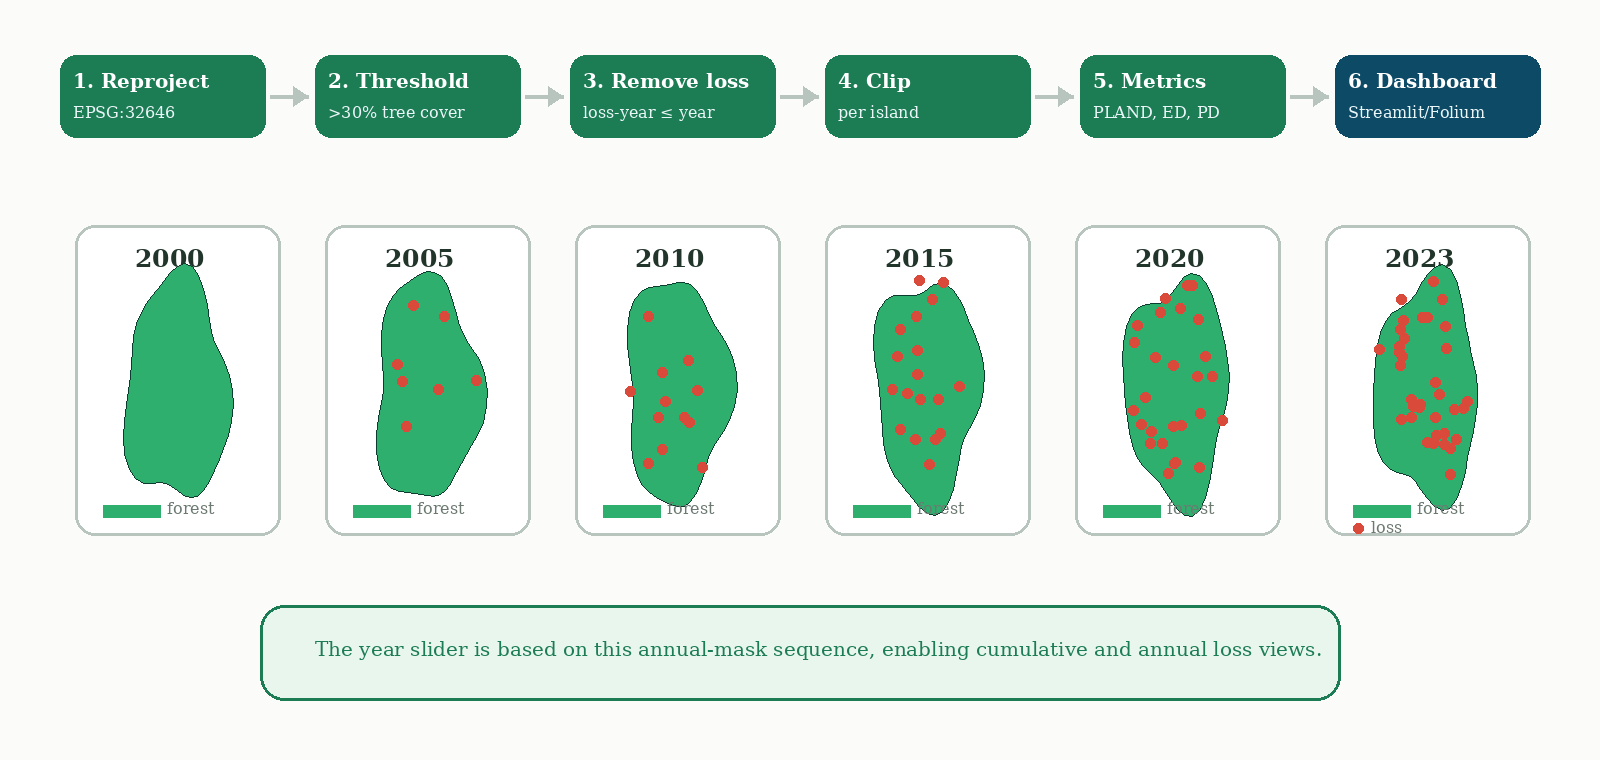 1. Reproject
EPSG:32646
2. Threshold
>30% tree cover
3. Remove loss
loss-year ≤ year
4. Clip
per island
5. Metrics
PLAND, ED, PD
6. Dashboard
Streamlit/Folium
2000
forest
2005
forest
2010
forest
2015
forest
2020
forest
2023
forest
loss
The year slider is based on this annual-mask sequence, enabling cumulative and annual loss views.